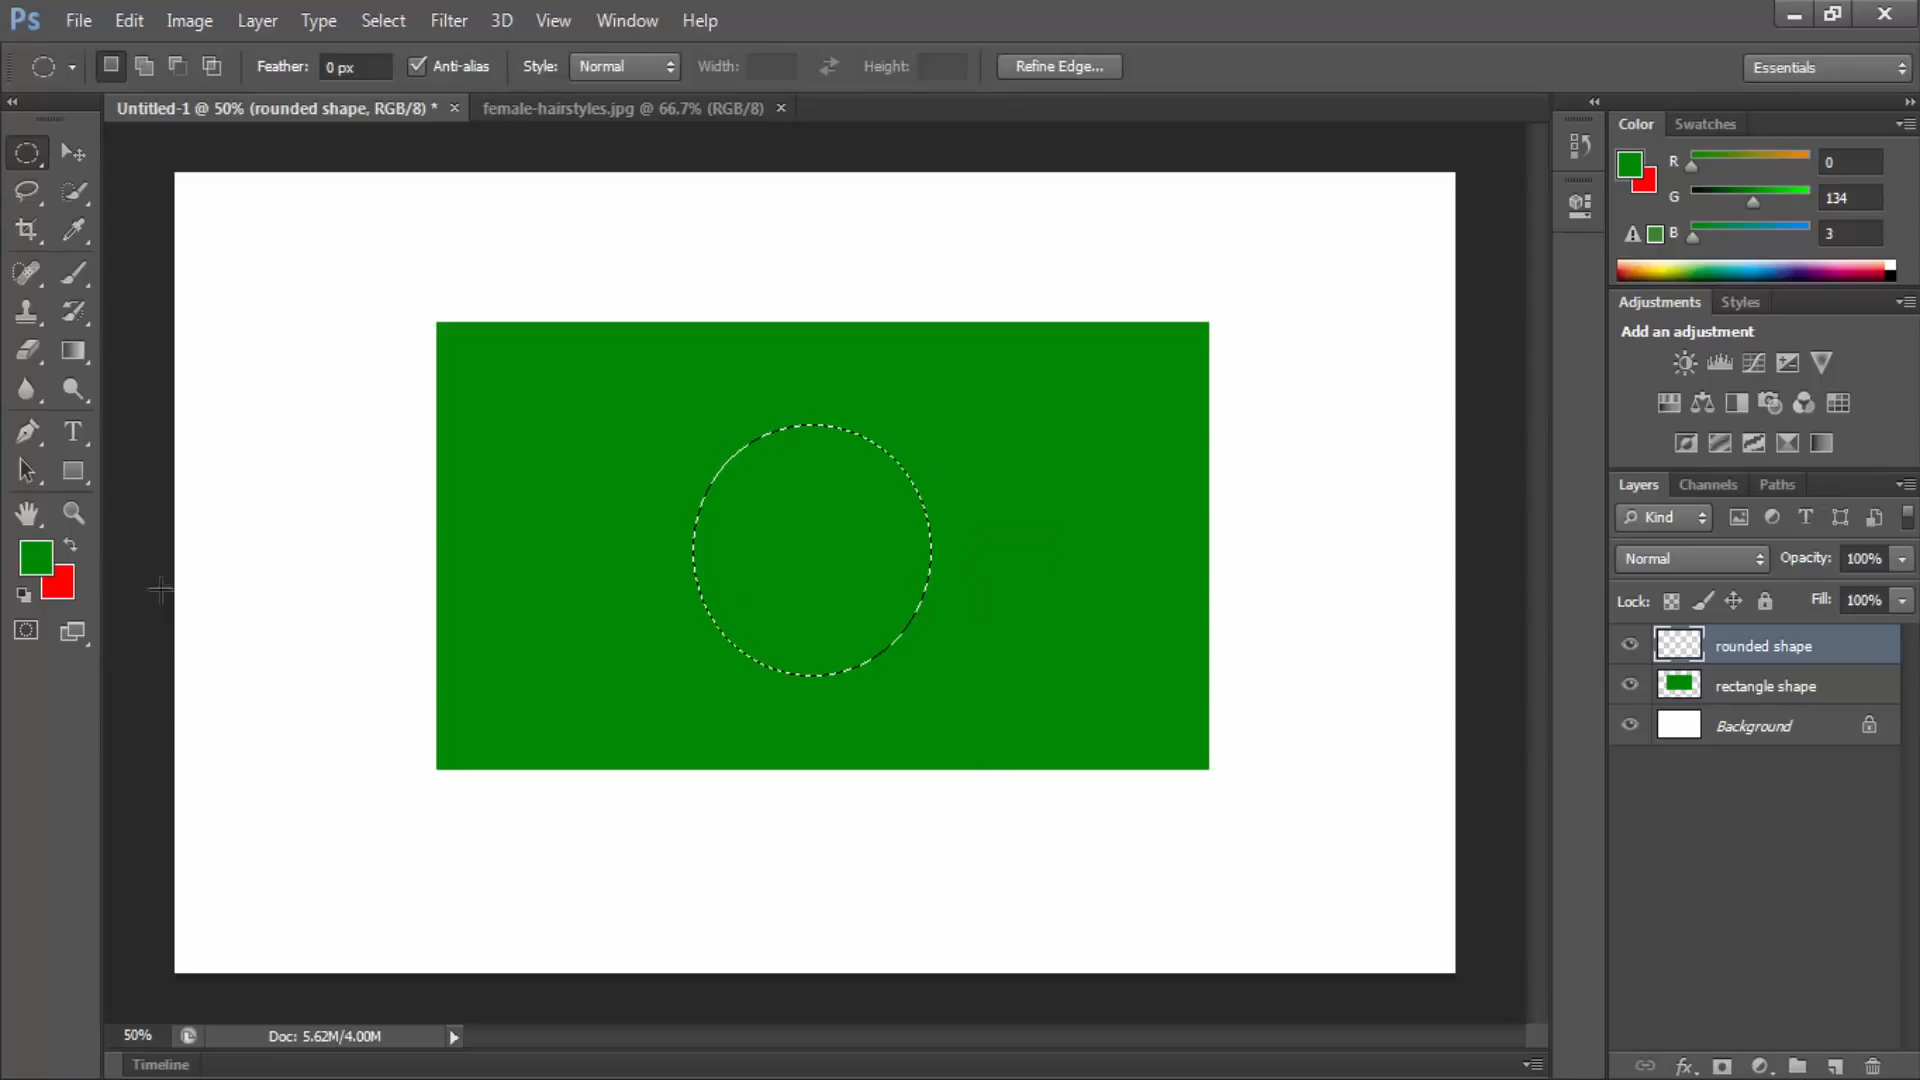 Ps File Edit Image Layer Type Select Filter 3D View Window Help
Feather: 0 px Anti-alias Style: Normal Width: Height: Refine Edge... Essentials
Untitled-1 @ 50% (rounded shape, RGB/8) * × female-hairstyles.jpg @ 66.7% (RGB/8) ×
Color Swatches
R 0
G 134
B 3
Adjustments Styles
Add an adjustment
Layers Channels Paths
Kind T
Normal Opacity: 100%
Lock: Fill: 100%
rounded shape
rectangle shape
Background
T
50% Doc: 5.62M/4.00M
Timeline
fx